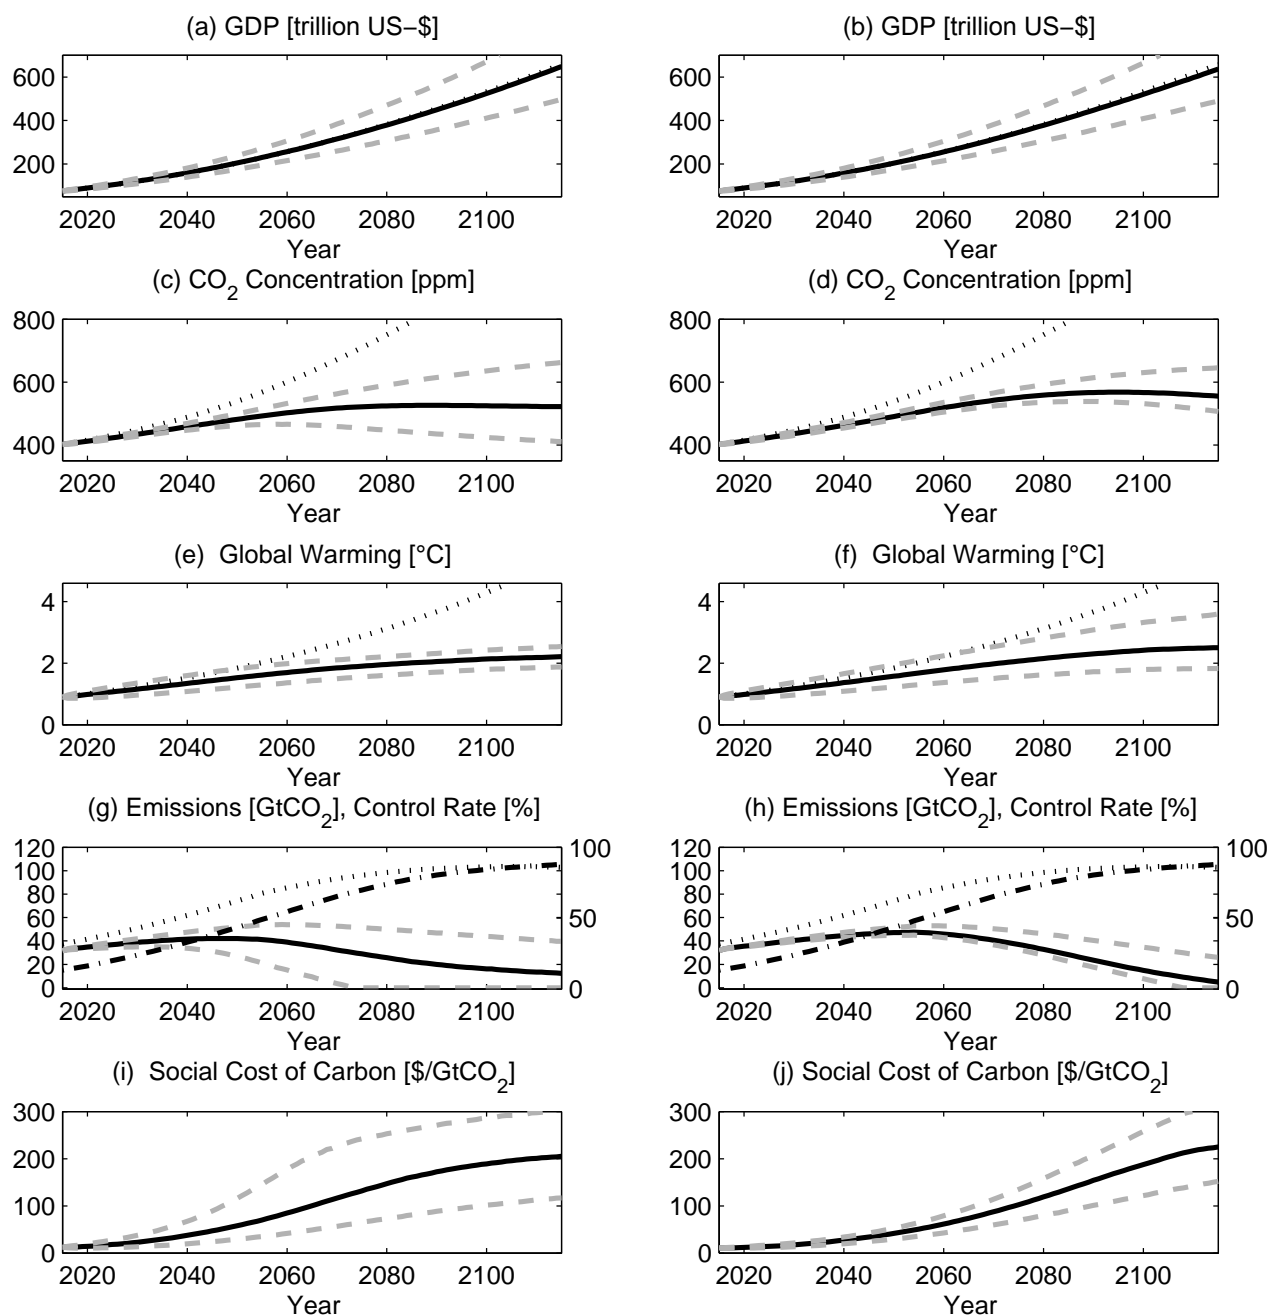 (a) GDP [trillion US−$]
(b) GDP [trillion US−$]
600
400
200
2020 2040 2060 2080 2100
Year
600
400
200
2020 2040 2060 2080 2100
Year
(c) CO2 Concentration [ppm]
(d) CO2 Concentration [ppm]
800
600
400
2020 2040 2060 2080 2100
Year
800
600
400
2020 2040 2060 2080 2100
Year
(e) Global Warming [°C]
(f) Global Warming [°C]
4
2
0
2020 2040 2060 2080 2100
Year
4
2
0
2020 2040 2060 2080 2100
Year
(g) Emissions [GtCO2], Control Rate [%]
(h) Emissions [GtCO2], Control Rate [%]
120
100
80
60
40
20
0
100
50
0
2020 2040 2060 2080 2100
Year
120
100
80
60
40
20
0
100
50
0
2020 2040 2060 2080 2100
Year
(i) Social Cost of Carbon [$/GtCO2]
(j) Social Cost of Carbon [$/GtCO2]
300
200
100
0
2020 2040 2060 2080 2100
Year
300
200
100
0
2020 2040 2060 2080 2100
Year